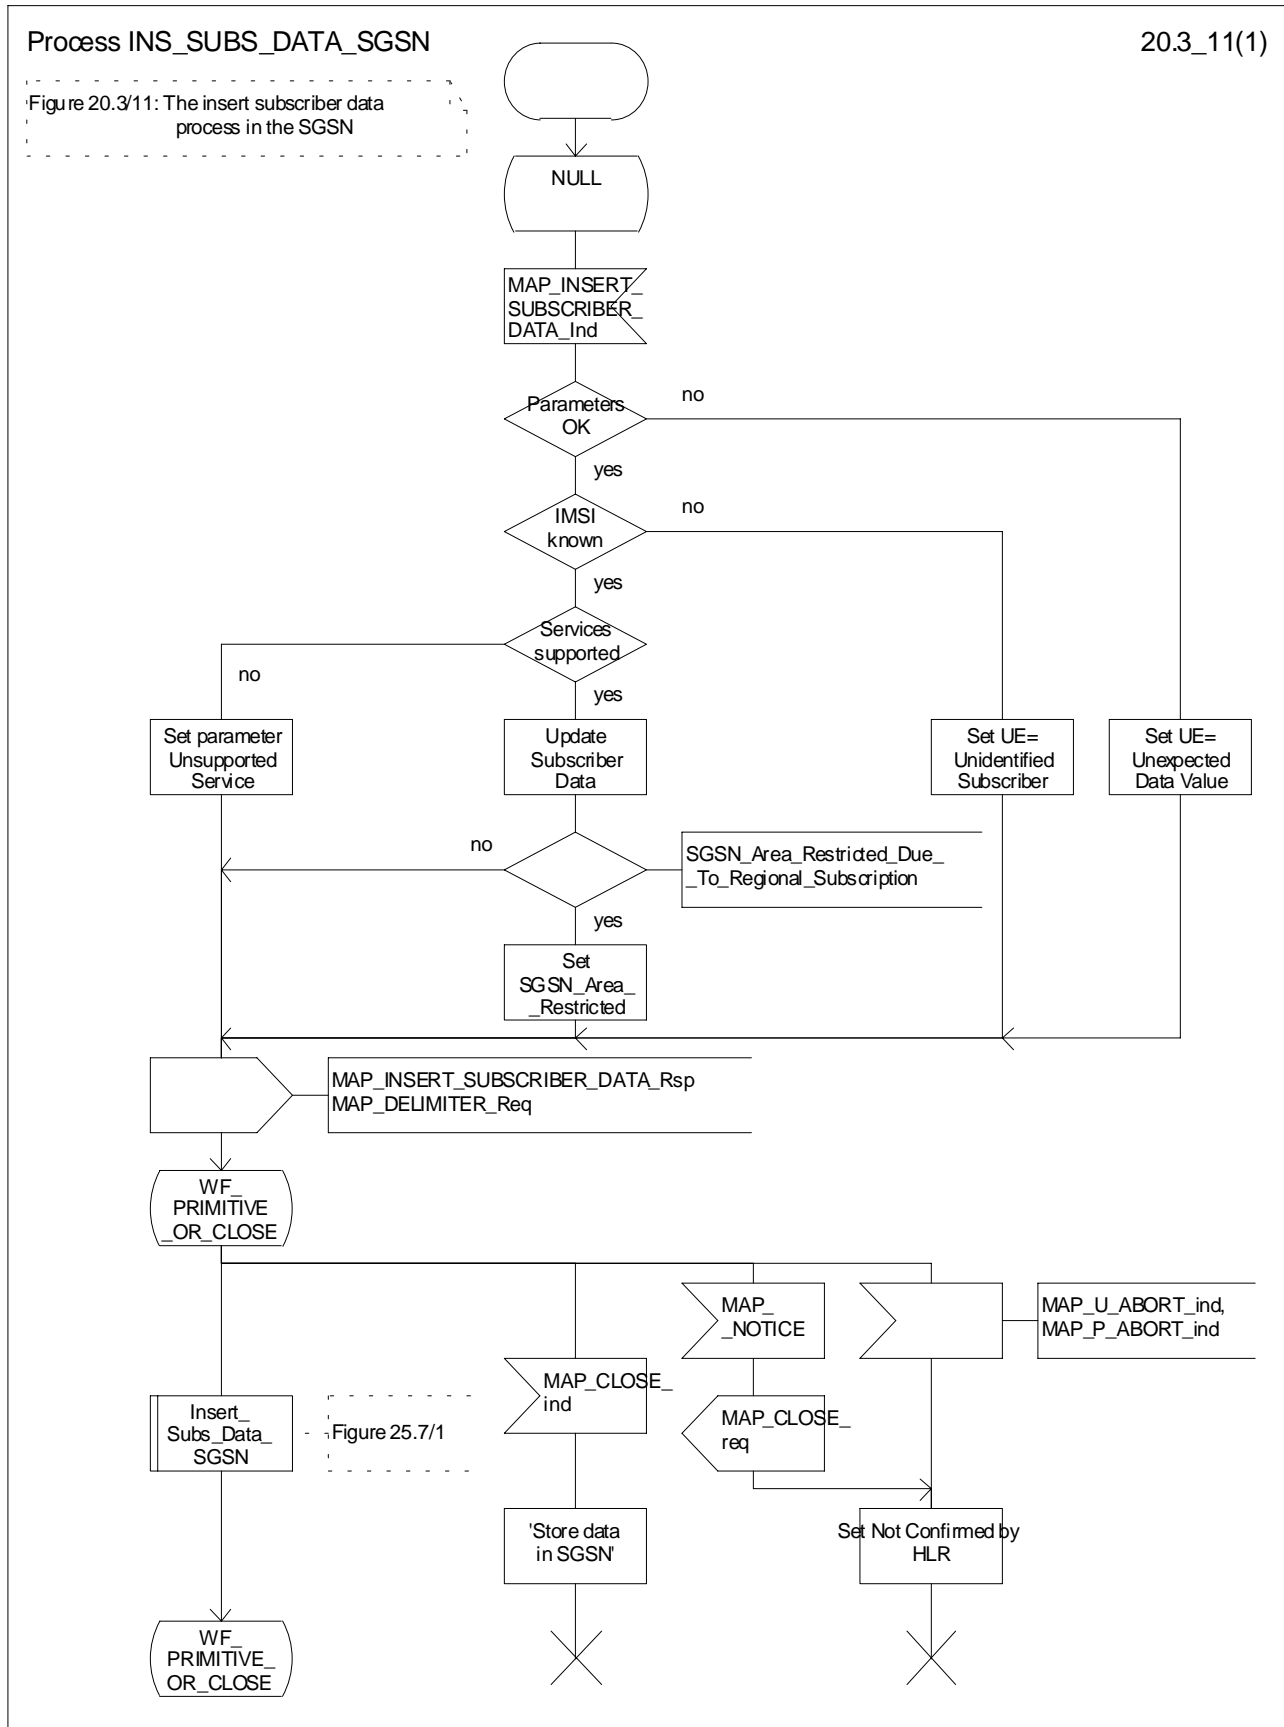 Process INS_SUBS_DATA_SGSN
20.3_11(1)
Figure 20.3/11: The insert subscriber data
process in the SGSN
NULL
MAP_INSERT_
SUBSCRIBER_
DATA_Ind
Parameters
OK
no
yes
IMSI
known
no
yes
Services
supported
no
yes
Set parameter
Unsupported
Service
Update
Subscriber
Data
Set UE=
Unidentified
Subscriber
Set UE=
Unexpected
Data Value
no
SGSN_Area_Restricted_Due_
_To_Regional_Subscription
yes
Set
SGSN_Area_
_Restricted
MAP_INSERT_SUBSCRIBER_DATA_Rsp
MAP_DELIMITER_Req
WF_
PRIMITIVE
_OR_CLOSE
MAP_
_NOTICE
MAP_U_ABORT_ind,
MAP_P_ABORT_ind
MAP_CLOSE_
ind
Insert_
Subs_Data_
SGSN
Figure 25.7/1
MAP_CLOSE_
req
'Store data
in SGSN'
Set Not Confirmed by
HLR
WF_
PRIMITIVE_
OR_CLOSE